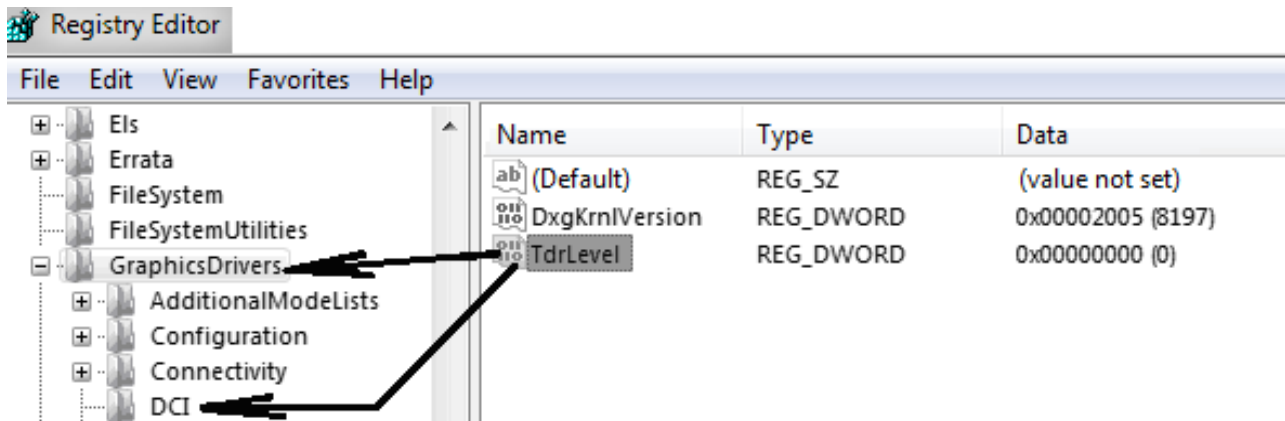 Registry Editor
File Edit View Favorites Help
Els
Errata
FileSystem
FileSystemUtilities
GraphicsDrivers
AdditionalModeLists
Configuration
Connectivity
DCI
Name Type Data
(Default) REG_SZ (value not set)
DxgKrnlVersion REG_DWORD 0x00002005 (8197)
TdrLevel REG_DWORD 0x00000000 (0)